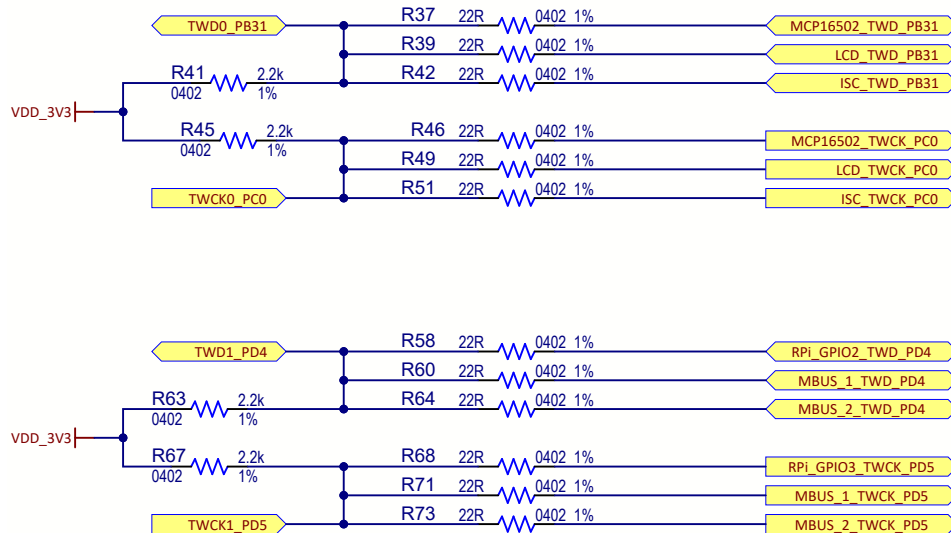 TWD0_PB31 R37 22R 0402 1% MCP16502_TWD_PB31
R39 22R 0402 1% LCD_TWD_PB31
R41 2.2k R42 22R 0402 1% ISC_TWD_PB31
0402 1%
VDD_3V3
R45 2.2k R46 22R 0402 1% MCP16502_TWCK_PC0
0402 1%
R49 22R 0402 1% LCD_TWCK_PC0
TWCK0_PC0 R51 22R 0402 1% ISC_TWCK_PC0
TWD1_PD4 R58 22R 0402 1% RPi_GPIO2_TWD_PD4
R60 22R 0402 1% MBUS_1_TWD_PD4
R63 2.2k R64 22R 0402 1% MBUS_2_TWD_PD4
0402 1%
VDD_3V3
R67 2.2k R68 22R 0402 1% RPi_GPIO3_TWCK_PD5
0402 1%
R71 22R 0402 1% MBUS_1_TWCK_PD5
TWCK1_PD5 R73 22R 0402 1% MBUS_2_TWCK_PD5